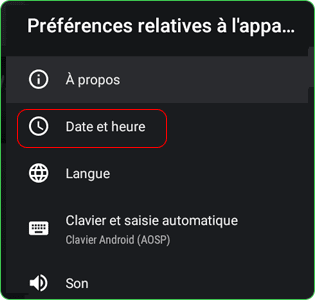 Préférences relatives à l'appa...
À propos
Date et heure
Langue
Clavier et saisie automatique
Clavier Android (AOSP)
Son